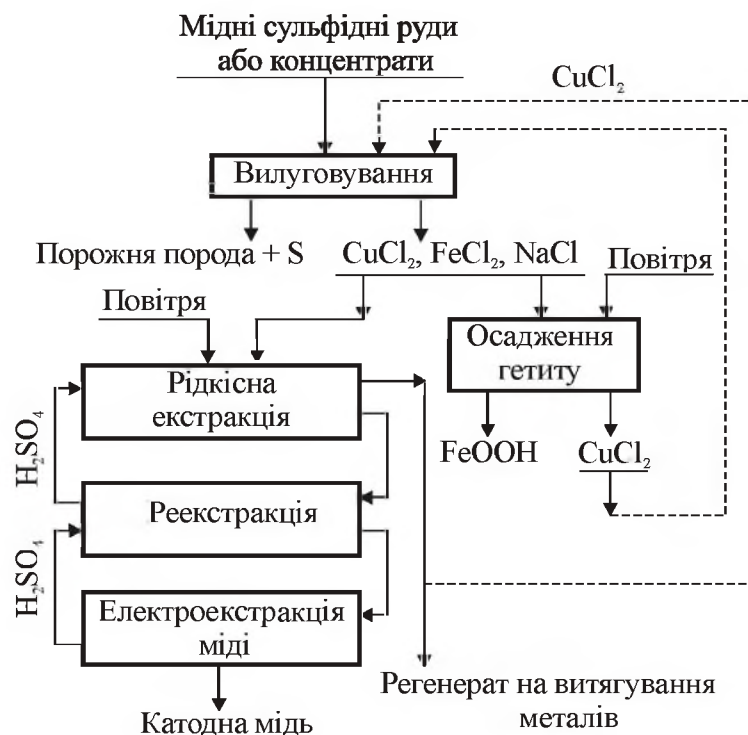 Мідні сульфідні руди
або концентрати
CuCl₂
Вилуговування
Порожня порода + S
CuCl₂, FeCl₂, NaCl
Повітря
Повітря
Осадження
гетиту
Рідкісна
екстракція
FeOOH
CuCl₂
H₂SO₄
Реекстракція
H₂SO₄
Електроекстракція
міді
Регенерат на витягування
металів
Катодна мідь